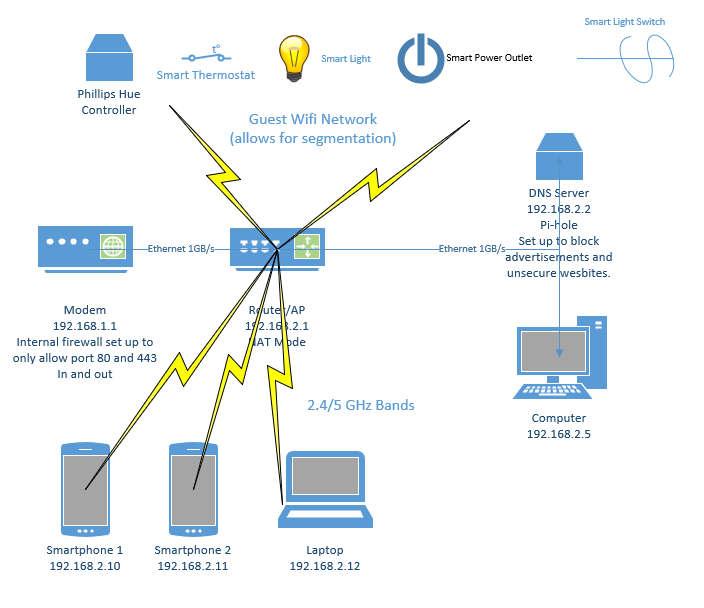 Smart Light Switch
t°
Smart Thermostat
Smart Light
Smart Power Outlet
Phillips Hue
Controller
Guest Wifi Network
(allows for segmentation)
DNS Server
192.168.2.2
Pi-hole
Set up to block
advertisements and
unsecure wesbites.
Ethernet 1GB/s
Ethernet 1GB/s
Modem
192.168.1.1
Internal firewall set up to
only allow port 80 and 443
In and out
Router/AP
192.168.2.1
NAT Mode
2.4/5 GHz Bands
Computer
192.168.2.5
Smartphone 1
192.168.2.10
Smartphone 2
192.168.2.11
Laptop
192.168.2.12